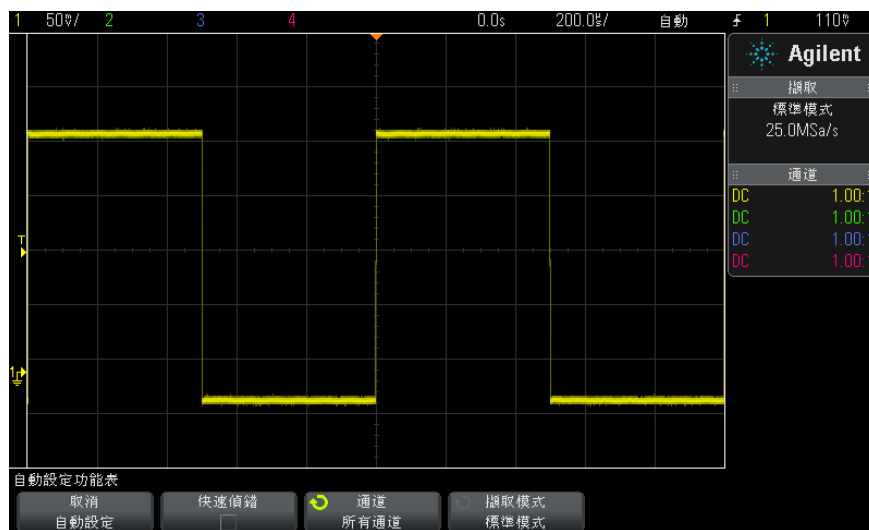 1 50mV/ 2 3 4 0.0s 200.0us/ 自動 1 110mV
Agilent
擷取
標準模式
25.0MSa/s
通道
DC 1.00:
DC 1.00:
DC 1.00:
DC 1.00:
T
1
自動設定功能表
取消
自動設定
快速偵錯
通道
所有通道
擷取模式
標準模式